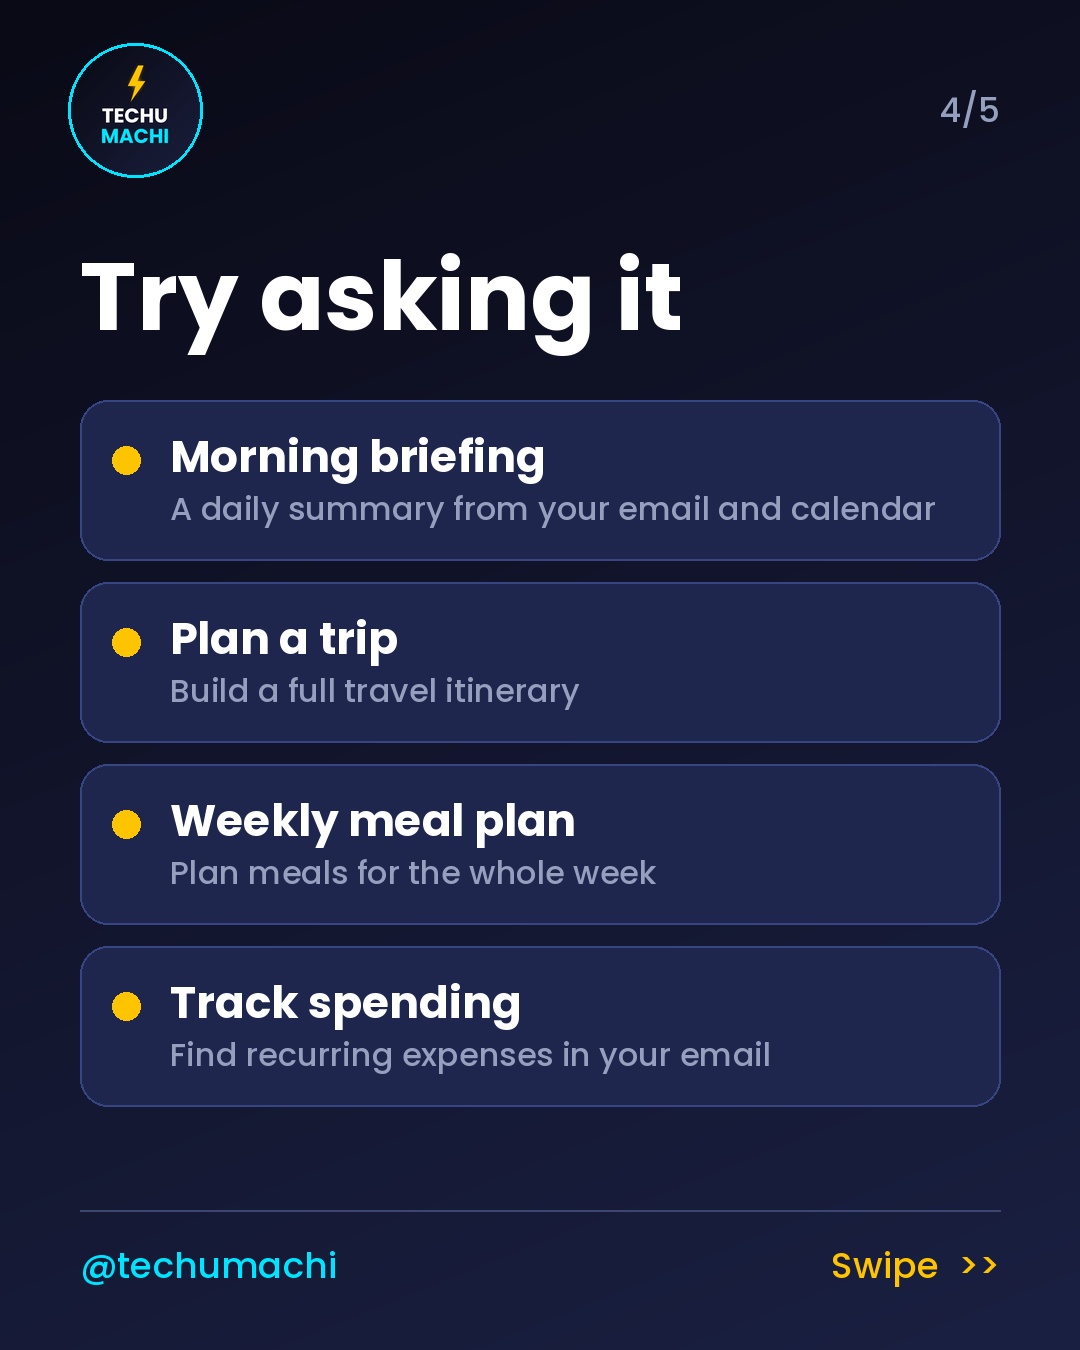 TECHU
MACHI
4/5
Try asking it
Morning briefing
A daily summary from your email and calendar
Plan a trip
Build a full travel itinerary
Weekly meal plan
Plan meals for the whole week
Track spending
Find recurring expenses in your email
@techumachi
Swipe >>